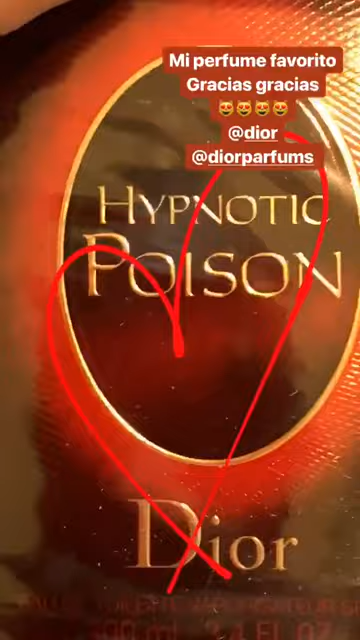 Mi perfume favorito
Gracias gracias
😻😻😻😻
@dior
@diorparfums
HYPNOTIC
POISON
Dior